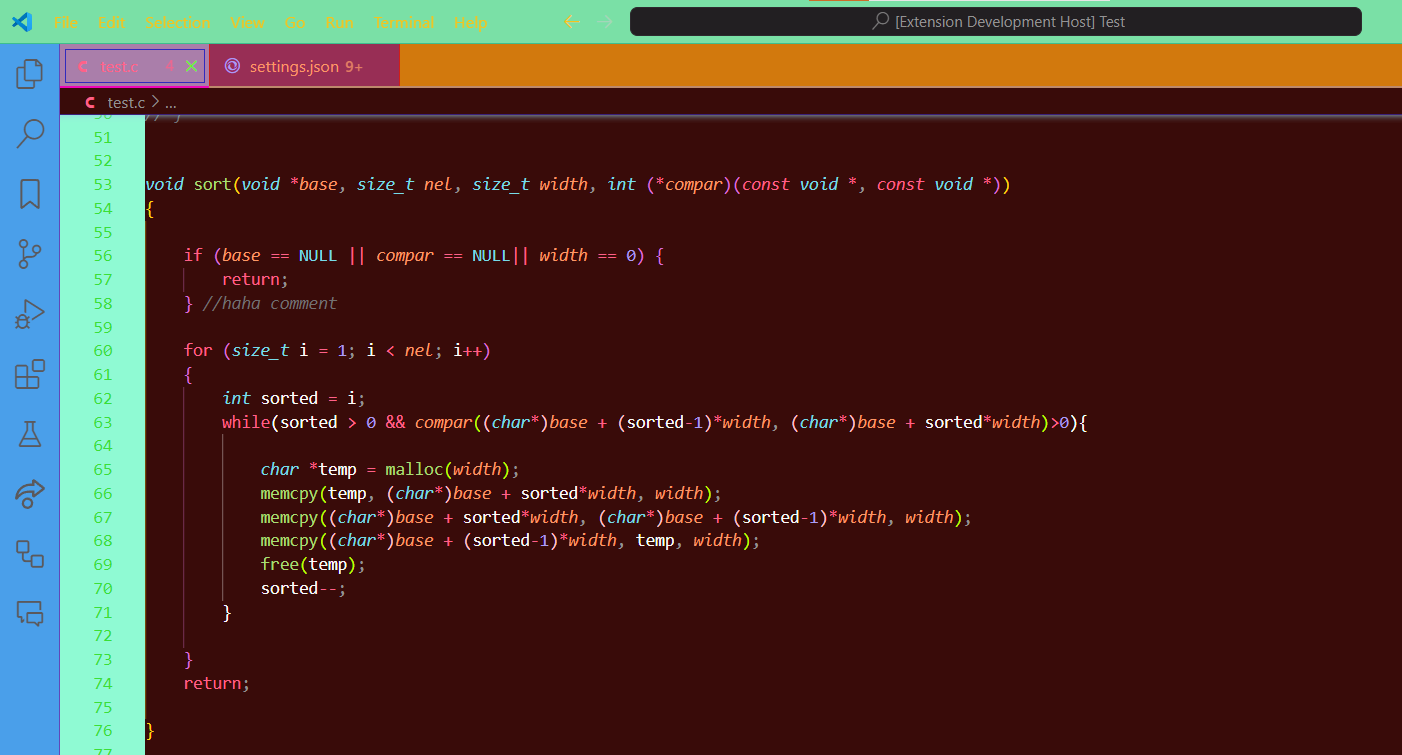 File Edit Selection View Go Run Terminal Help [Extension Development Host] Test
C test.c 4 settings.json 9+
C test.c > ...
50 // }
51
52
53 void sort(void *base, size_t nel, size_t width, int (*compar)(const void *, const void *))
54 {
55
56 if (base == NULL || compar == NULL|| width == 0) {
57 return;
58 } //haha comment
59
60 for (size_t i = 1; i < nel; i++)
61 {
62 int sorted = i;
63 while(sorted > 0 && compar((char*)base + (sorted-1)*width, (char*)base + sorted*width)>0){
64
65 char *temp = malloc(width);
66 memcpy(temp, (char*)base + sorted*width, width);
67 memcpy((char*)base + sorted*width, (char*)base + (sorted-1)*width, width);
68 memcpy((char*)base + (sorted-1)*width, temp, width);
69 free(temp);
70 sorted--;
71 }
72
73 }
74 return;
75
76 }
77